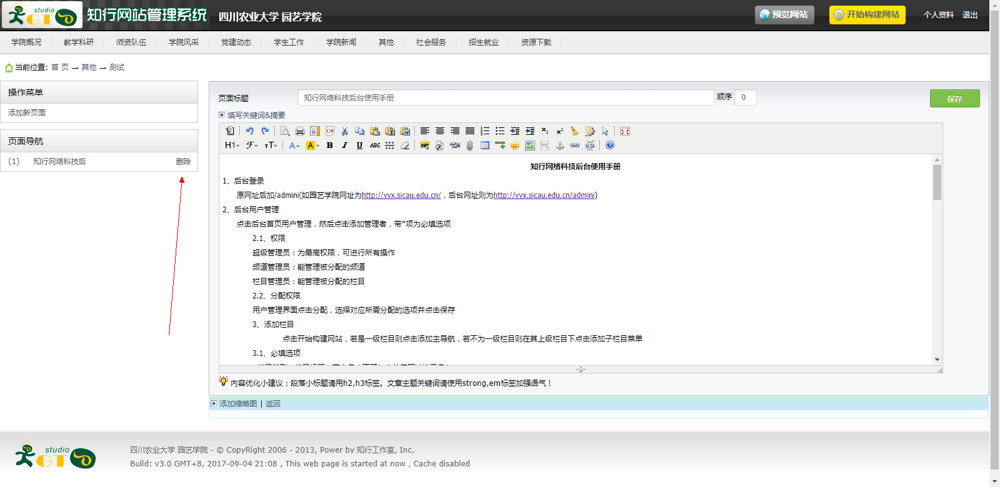 studio
GTO
知行网站管理系统
四川农业大学 园艺学院
预览网站
开始构建网站
个人资料 退出
学院概况 教学科研 师资队伍 学院风采 党建动态 学生工作 学院新闻 其他 社会服务 招生就业 资源下载
当前位置: 首 页 → 其他 → 测试
操作菜单
添加新页面
页面导航
(1) 知行网络科技后 删除
页面标题 知行网络科技后台使用手册 顺序 0
保存
填写关键词&摘要
知行网络科技后台使用手册
1、后台登录
原网址后加/admini(如园艺学院网址为http://yyx.sicau.edu.cn/，后台网址则为http://yyx.sicau.edu.cn/admini)
2、后台用户管理
点击后台首页用户管理，然后点击添加管理者，带*项为必填选项
2.1、权限
超级管理员：为最高权限，可进行所有操作
频道管理员：能管理被分配的频道
栏目管理员：能管理被分配的栏目
2.2、分配权限
用户管理界面点击分配，选择对应所需分配的选项并点击保存
3、添加栏目
点击开始构建网站，若是一级栏目则点击添加主导航，若不为一级栏目则在其上级栏目下点击添加子栏目菜单
3.1、必填选项
内容优化小建议：段落小标题请用h2,h3标签。文章主题关键词请使用strong,em标签加强语气！
添加缩略图 | 返回
studio
GTO
四川农业大学 园艺学院 - © CopyRight 2006 - 2013, Power by 知行工作室, Inc.
Build: v3.0 GMT+8, 2017-09-04 21:08 , This web page is started at now , Cache disabled